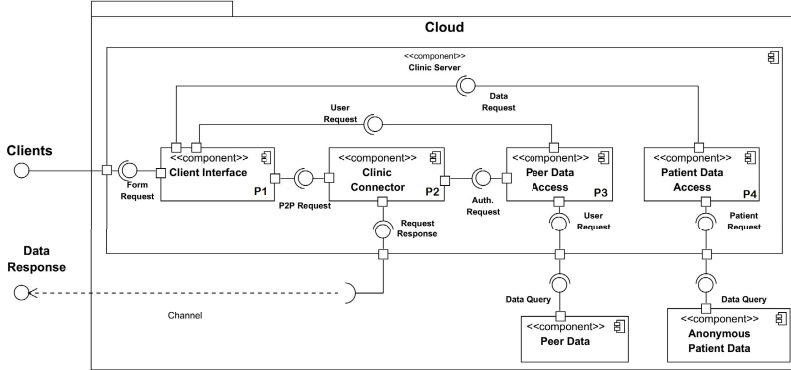 Cloud
<<component>>
Clinic Server
Data
Request
User
Request
Clients
<<component>>
Client Interface
P1
<<component>>
Clinic
Connector
P2
<<component>>
Peer Data
Access
P3
<<component>>
Patient Data
Access
P4
Form
Request
P2P Request
Auth.
Request
Request
Response
User
Request
Patient
Request
Data
Response
Channel
Data Query
Data Query
<<component>>
Peer Data
<<component>>
Anonymous
Patient Data